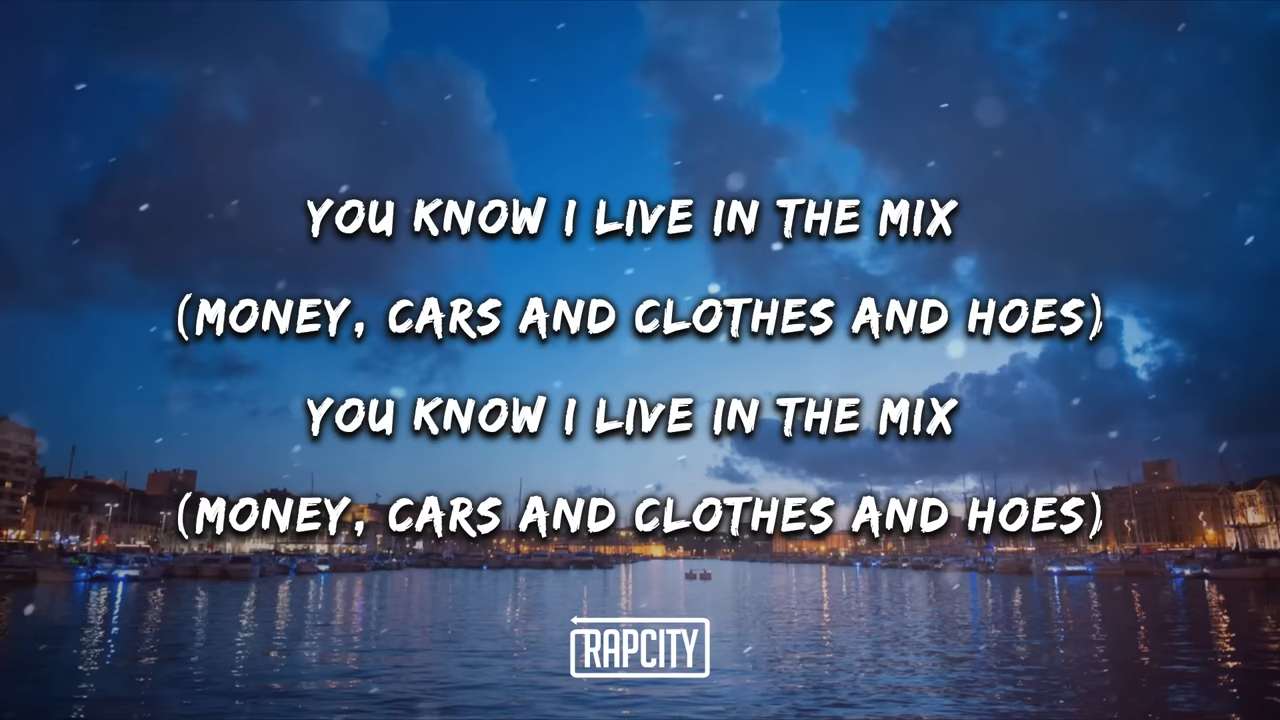 YOU KNOW I LIVE IN THE MIX
(MONEY, CARS AND CLOTHES AND HOES)
YOU KNOW I LIVE IN THE MIX
(MONEY, CARS AND CLOTHES AND HOES)
RAPCITY